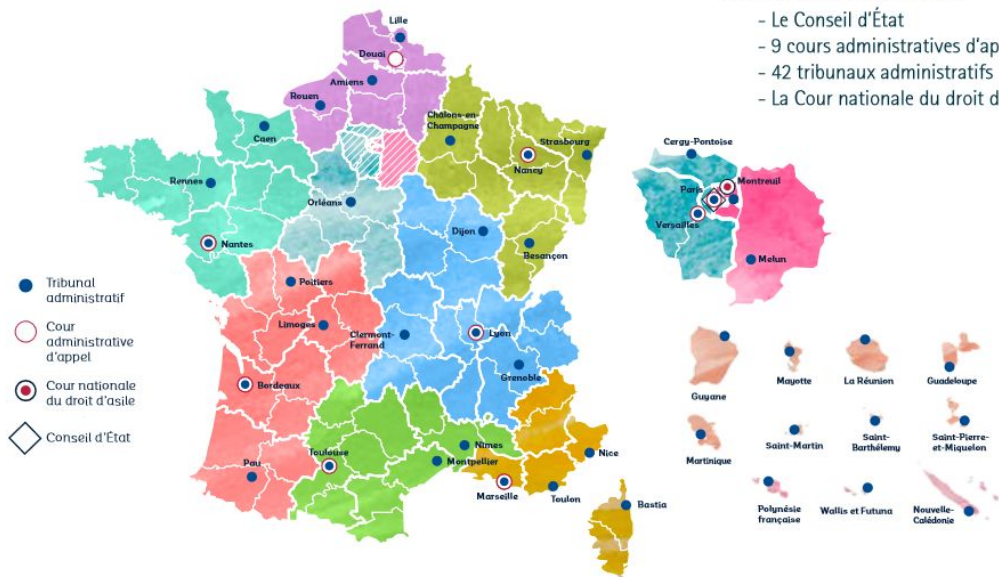 - Le Conseil d'État
- 9 cours administratives d'ap
- 42 tribunaux administratifs
- La Cour nationale du droit d
Lille
Douai
Amiens
Rouen
Caen
Châlons-en-
Champagne
Strasbourg
Nancy
Rennes
Orléans
Nantes
Dijon
Besançon
Poitiers
Limoges
Clermont-
Ferrand
Lyon
Grenoble
Bordeaux
Toulouse
Nîmes
Montpellier
Nice
Pau
Marseille
Toulon
Bastia
Tribunal
administratif
Cour
administrative
d'appel
Cour nationale
du droit d'asile
Conseil d'État
Cergy-Pontoise
Paris
Montreuil
Versailles
Melun
Guyane
Mayotte
La Réunion
Guadeloupe
Martinique
Saint-Martin
Saint-
Barthélemy
Saint-Pierre-
et-Miquelon
Polynésie
française
Wallis et Futuna
Nouvelle-
Calédonie